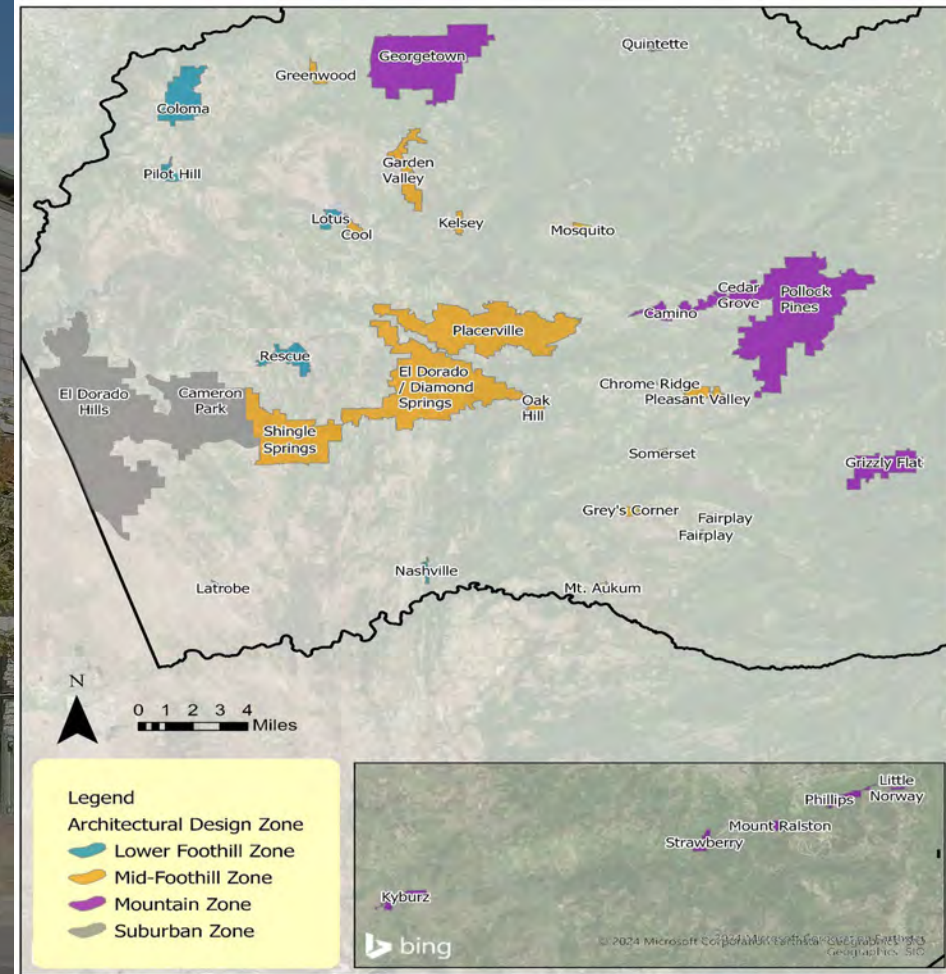 Quintette
Georgetown
Greenwood
Coloma
Garden
Valley
Pilot Hill
Lotus
Cool
Kelsey
Mosquito
Cedar
Grove
Pollock
Pines
Camino
Placerville
Rescue
El Dorado
/ Diamond
Springs
El Dorado
Hills
Cameron
Park
Chrome Ridge
Pleasant Valley
Oak
Hill
Shingle
Springs
Somerset
Grizzly Flat
Grey's Corner
Fairplay
Fairplay
Nashville
Latrobe
Mt. Aukum
N
0 1 2 3 4
Miles
Legend
Architectural Design Zone
Lower Foothill Zone
Mid-Foothill Zone
Mountain Zone
Suburban Zone
Little
Norway
Phillips
Mount Ralston
Strawberry
Kyburz
bing
© 2024 Microsoft Corporation
Geographics SIO